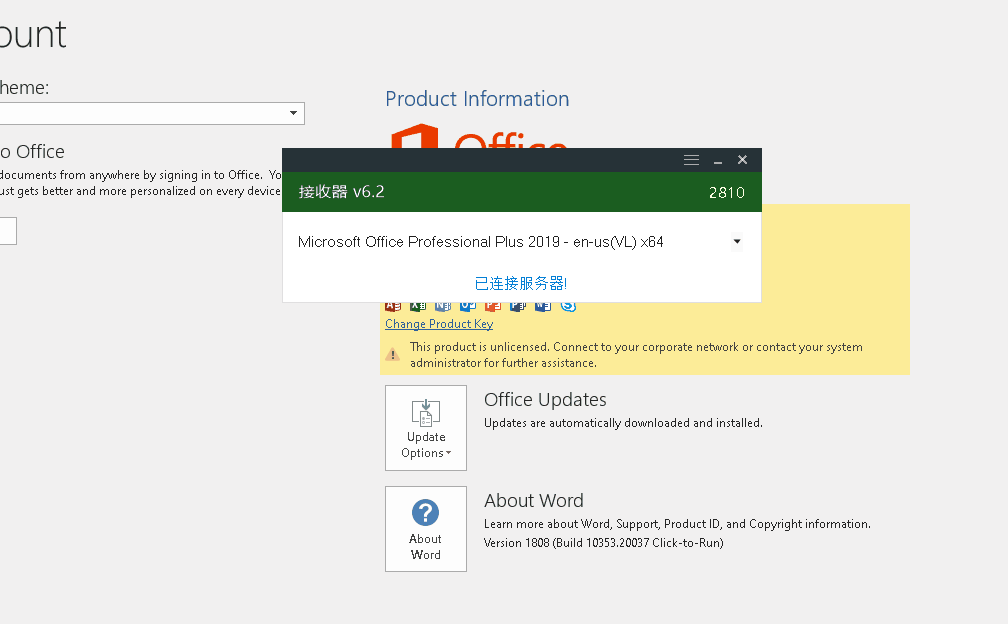 ount
heme:
o Office
documents from anywhere by signing in to Office. Yo
ust gets better and more personalized on every device
Product Information
Office
接收器 v6.2
2810
Microsoft Office Professional Plus 2019 - en-us(VL) x64
已连接服务器!
Change Product Key
This product is unlicensed. Connect to your corporate network or contact your system
administrator for further assistance.
Update
Options
Office Updates
Updates are automatically downloaded and installed.
About
Word
About Word
Learn more about Word, Support, Product ID, and Copyright information.
Version 1808 (Build 10353.20037 Click-to-Run)